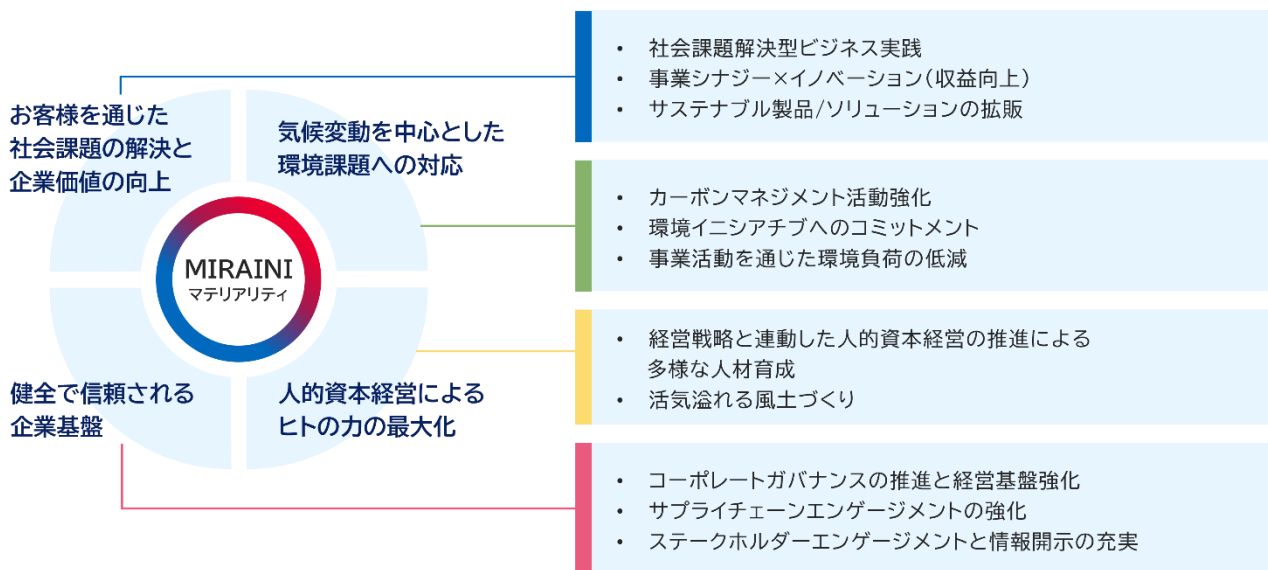 お客様を通じた
社会課題の解決と
企業価値の向上
気候変動を中心とした
環境課題への対応
MIRAINI
マテリアリティ
健全で信頼される
企業基盤
人的資本経営による
ヒトの力の最大化
• 社会課題解決型ビジネス実践
• 事業シナジー×イノベーション(収益向上)
• サステナブル製品/ソリューションの拡販
• カーボンマネジメント活動強化
• 環境イニシアチブへのコミットメント
• 事業活動を通じた環境負荷の低減
• 経営戦略と連動した人的資本経営の推進による
多様な人材育成
• 活気溢れる風土づくり
• コーポレートガバナンスの推進と経営基盤強化
• サプライチェーンエンゲージメントの強化
• ステークホルダーエンゲージメントと情報開示の充実